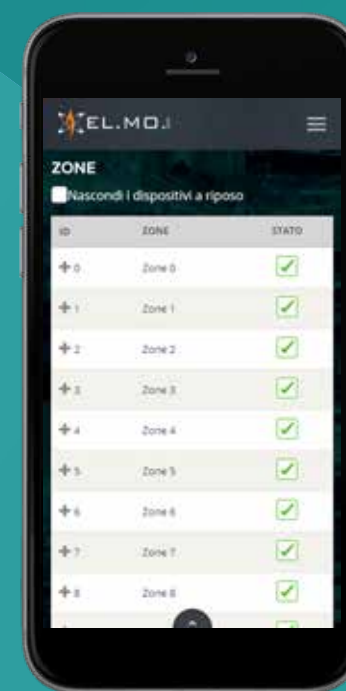 EL.MO.
ZONE
Nascondi i dispositivi a riposo
ID ZONE STATO
0 Zone 0
1 Zone 1
2 Zone 2
3 Zone 3
4 Zone 4
5 Zone 5
6 Zone 6
7 Zone 7
8 Zone 8